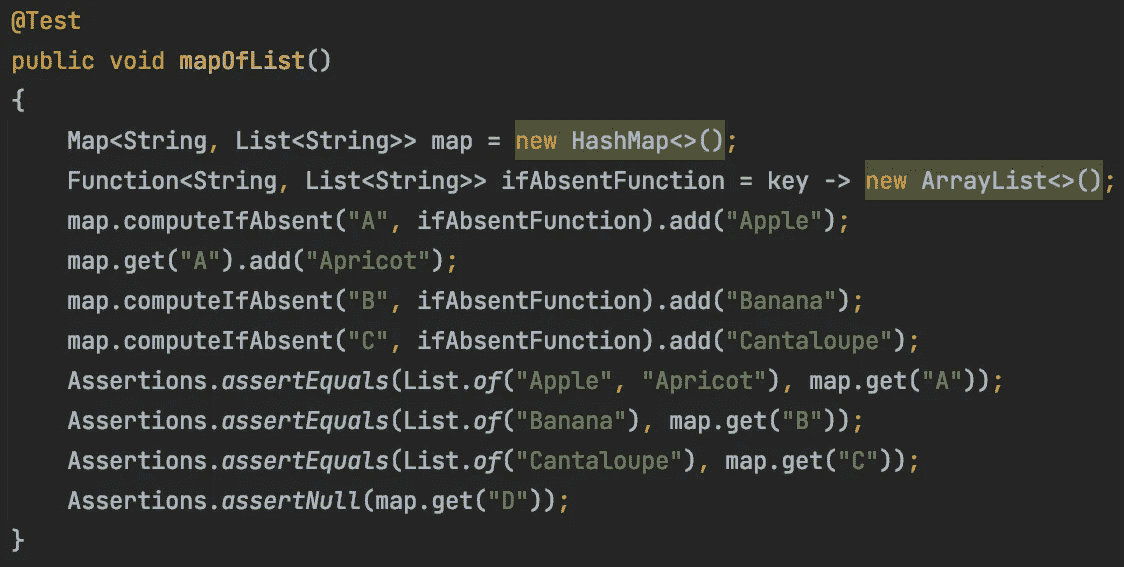 @Test
public void mapOfList()
{
    Map<String, List<String>> map = new HashMap<>();
    Function<String, List<String>> ifAbsentFunction = key -> new ArrayList<>();
    map.computeIfAbsent("A", ifAbsentFunction).add("Apple");
    map.get("A").add("Apricot");
    map.computeIfAbsent("B", ifAbsentFunction).add("Banana");
    map.computeIfAbsent("C", ifAbsentFunction).add("Cantaloupe");
    Assertions.assertEquals(List.of("Apple", "Apricot"), map.get("A"));
    Assertions.assertEquals(List.of("Banana"), map.get("B"));
    Assertions.assertEquals(List.of("Cantaloupe"), map.get("C"));
    Assertions.assertNull(map.get("D"));
}